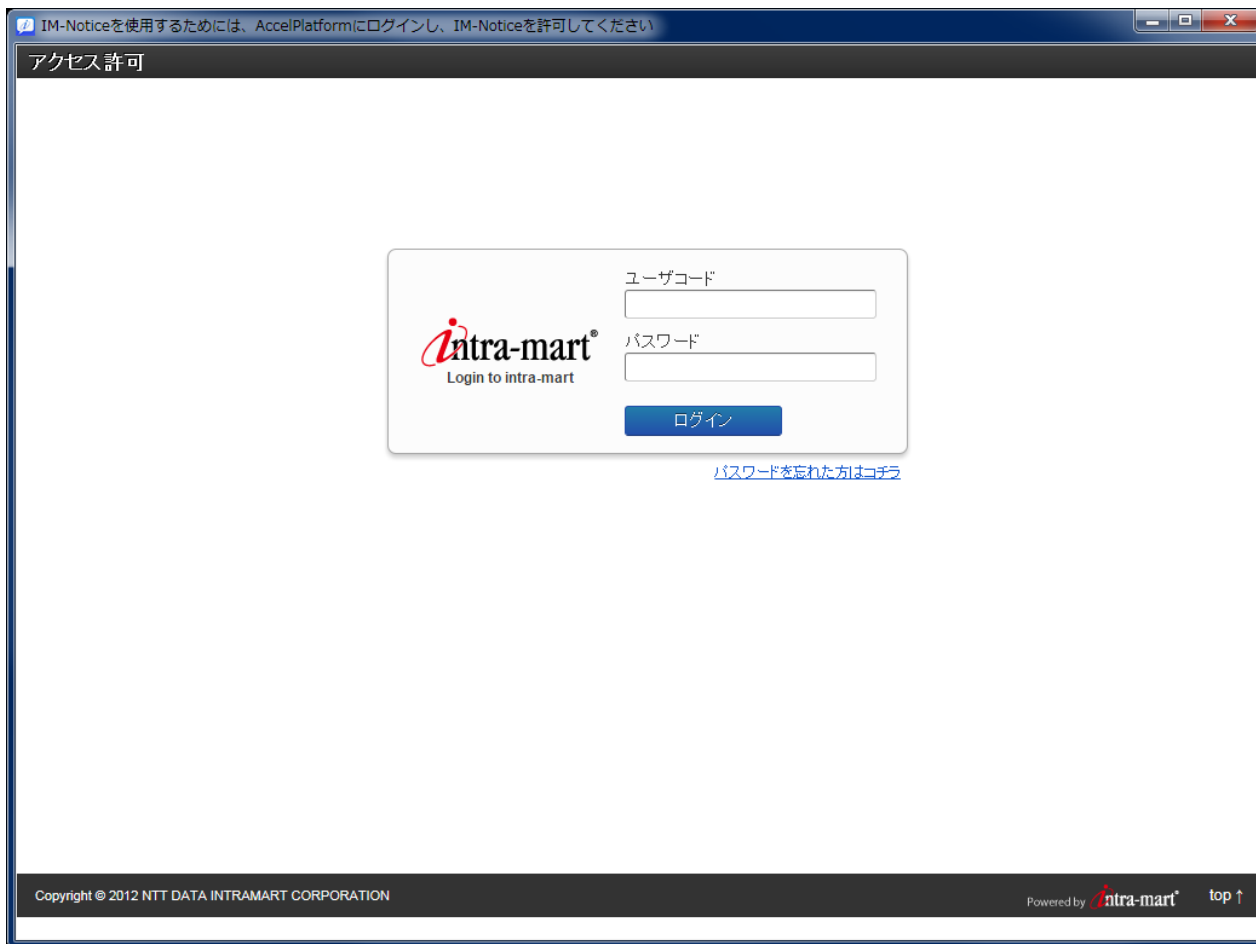 IM-Noticeを使用するためには、AccelPlatformにログインし、IM-Noticeを許可してください
アクセス許可
ユーザコード
パスワード
intra-mart®
Login to intra-mart
ログイン
パスワードを忘れた方はコチラ
Copyright © 2012 NTT DATA INTRAMART CORPORATION
Powered by intra-mart® top ↑